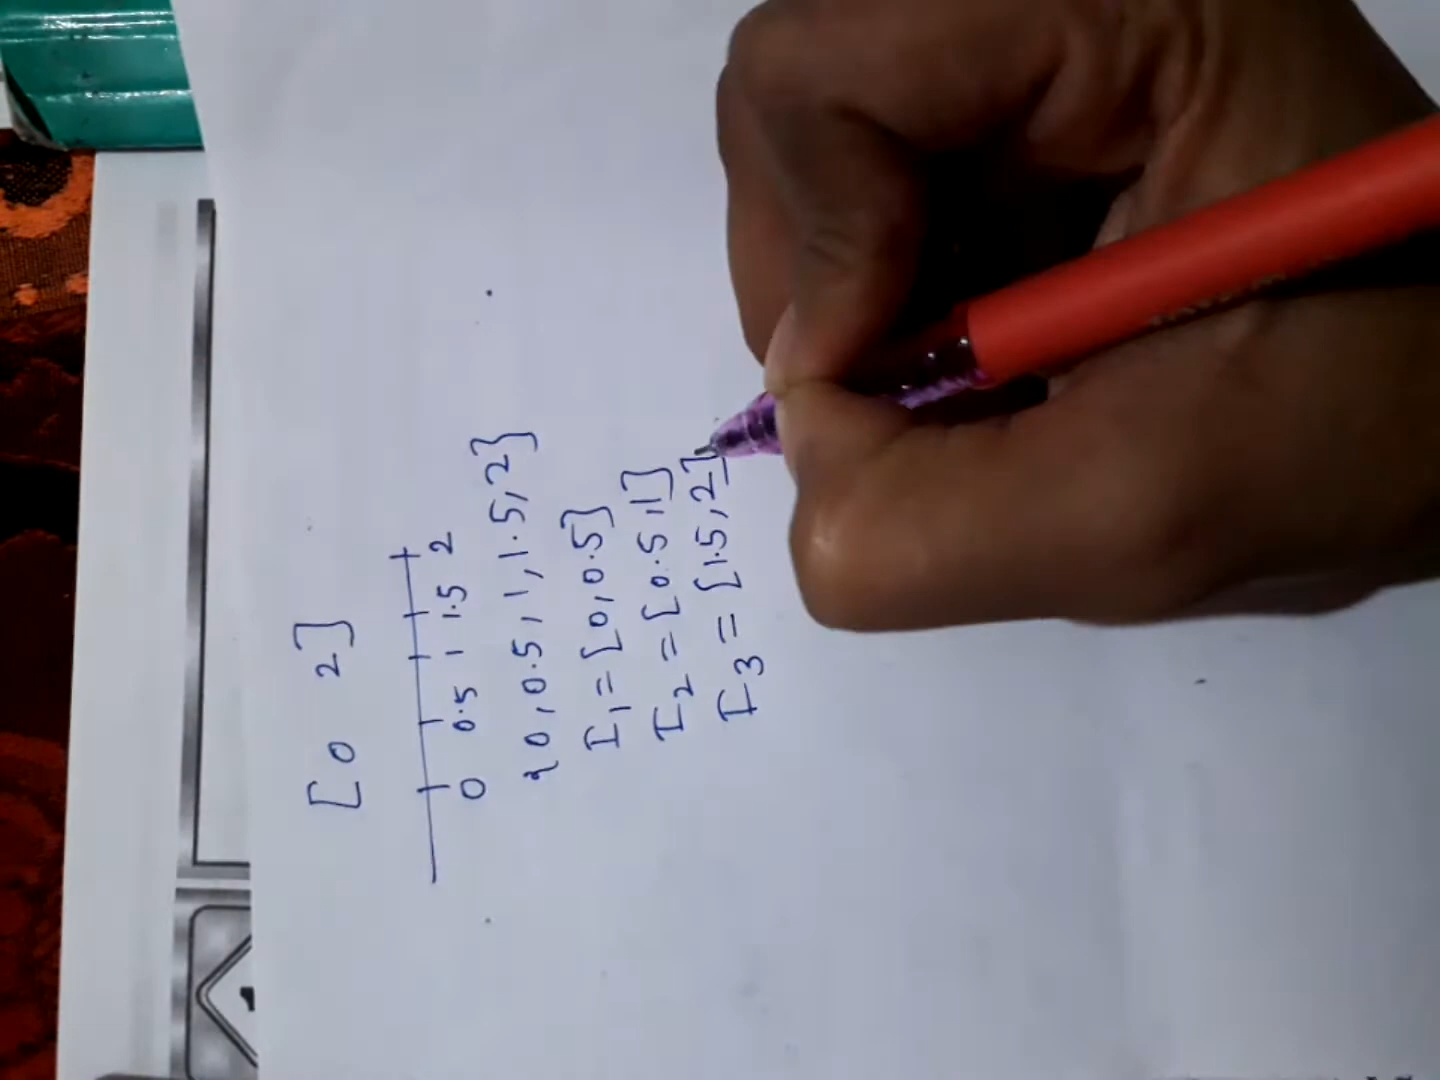 [0 2]
0 0.5 1 1.5 2
{0, 0.5, 1, 1.5, 2}
I1 = [0, 0.5]
I2 = [0.5, 1]
I3 = [1.5, 2]